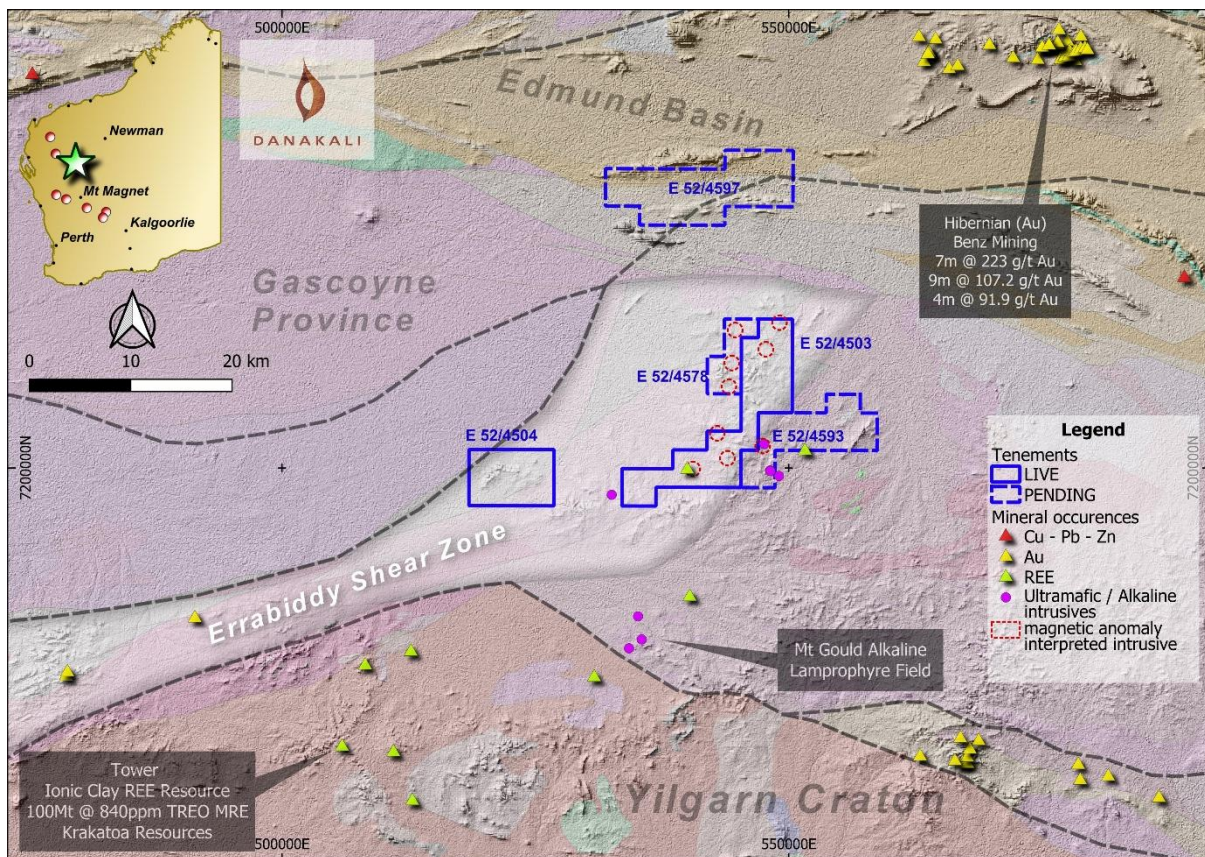 500000E
550000E
DANAKALI
Newman
Mt Magnet
Kalgoorlie
Perth
Edmund Basin
E 52/4597
Hibernian (Au)
Benz Mining
7m @ 223 g/t Au
9m @ 107.2 g/t Au
4m @ 91.9 g/t Au
Gascoyne
Province
0
10
20 km
E 52/4503
E 52/4578
E 52/4504
E 52/4593
7200000N
7200000N
Legend
Tenements
LIVE
PENDING
Mineral occurences
Cu - Pb - Zn
Au
REE
Ultramafic / Alkaline
intrusives
magnetic anomaly
interpreted intrusive
Errabiddy Shear Zone
Mt Gould Alkaline
Lamprophyre Field
Tower
Ionic Clay REE Resource
100Mt @ 840ppm TREO MRE
Krakatoa Resources
Yilgarn Craton
500000E
550000E